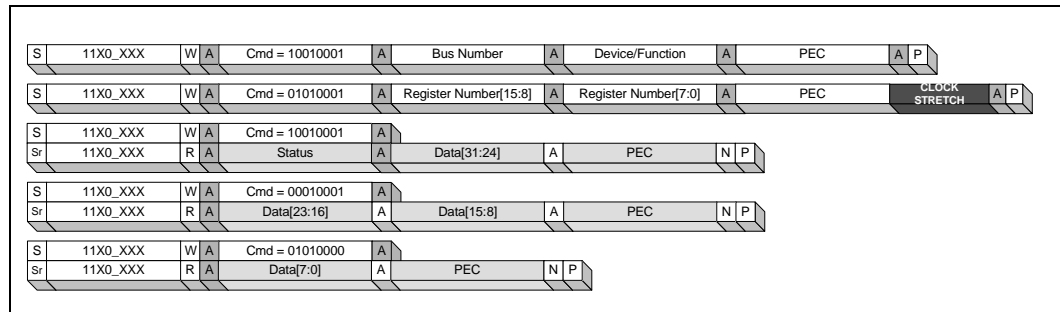 S 11X0_XXX W A Cmd = 10010001 A Bus Number A Device/Function A PEC A P
S 11X0_XXX W A Cmd = 01010001 A Register Number[15:8] A Register Number[7:0] A PEC CLOCK STRETCH A P
S 11X0_XXX W A Cmd = 10010001 A
Sr 11X0_XXX R A Status A Data[31:24] A PEC N P
S 11X0_XXX W A Cmd = 00010001 A
Sr 11X0_XXX R A Data[23:16] A Data[15:8] A PEC N P
S 11X0_XXX W A Cmd = 01010000 A
Sr 11X0_XXX R A Data[7:0] A PEC N P